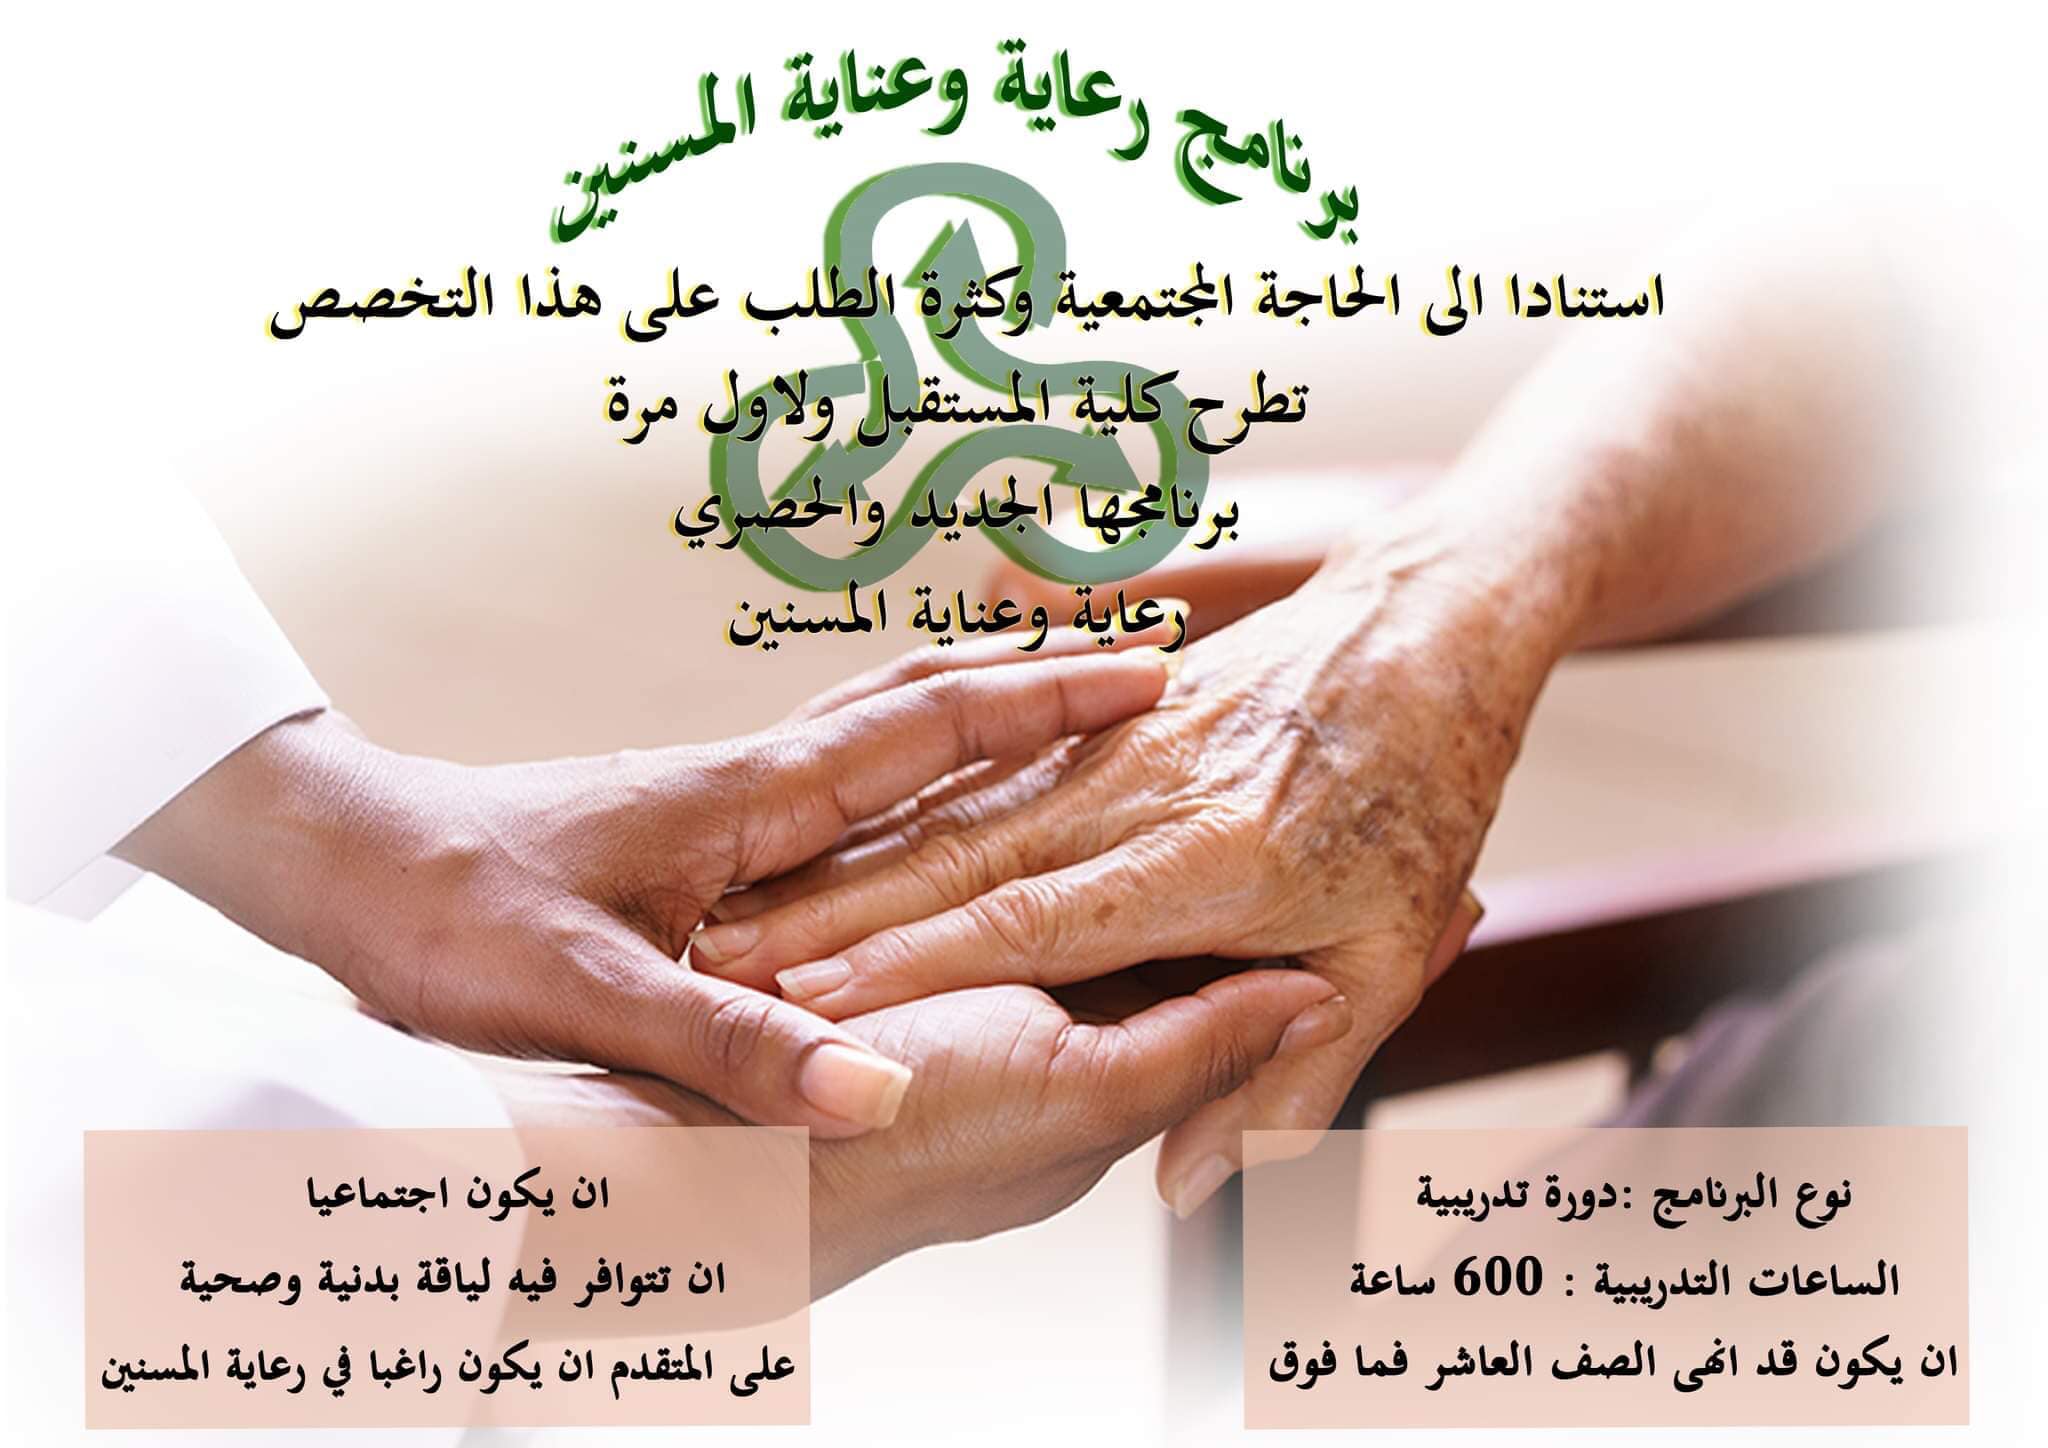 برنامج رعاية وعناية المسنين
استنادا الى الحاجة المجتمعية وكثرة الطلب على هذا التخصص
تطرح كلية المستقبل ولاول مرة
برنامجها الجديد والحصري
رعاية وعناية المسنين
نوع البرنامج :دورة تدريبية
الساعات التدريبية : 600 ساعة
ان يكون قد انهى الصف العاشر فما فوق
ان يكون اجتماعيا
ان تتوافر فيه لياقة بدنية وصحية
على المتقدم ان يكون راغبا في رعاية المسنين